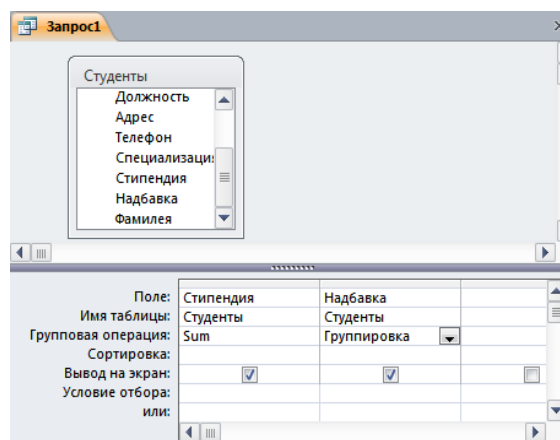 Запрос1
Студенты
Должность
Адрес
Телефон
Специализаци
Стипендия
Надбавка
Фамилея
Поле: Стипендия Надбавка
Имя таблицы: Студенты Студенты
Групповая операция: Sum Группировка
Сортировка:
Вывод на экран:
Условие отбора:
или: